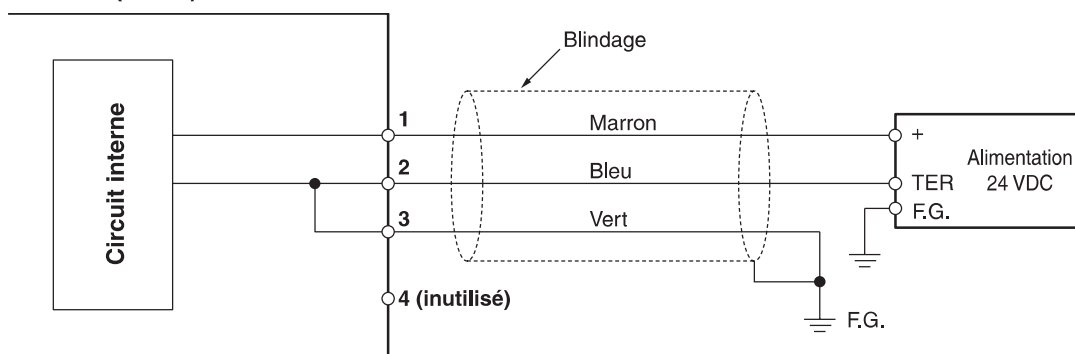 Blindage
Circuit interne
1
Marron
+
Alimentation
24 VDC
2
Bleu
TER
F.G.
3
Vert
4 (inutilisé)
F.G.